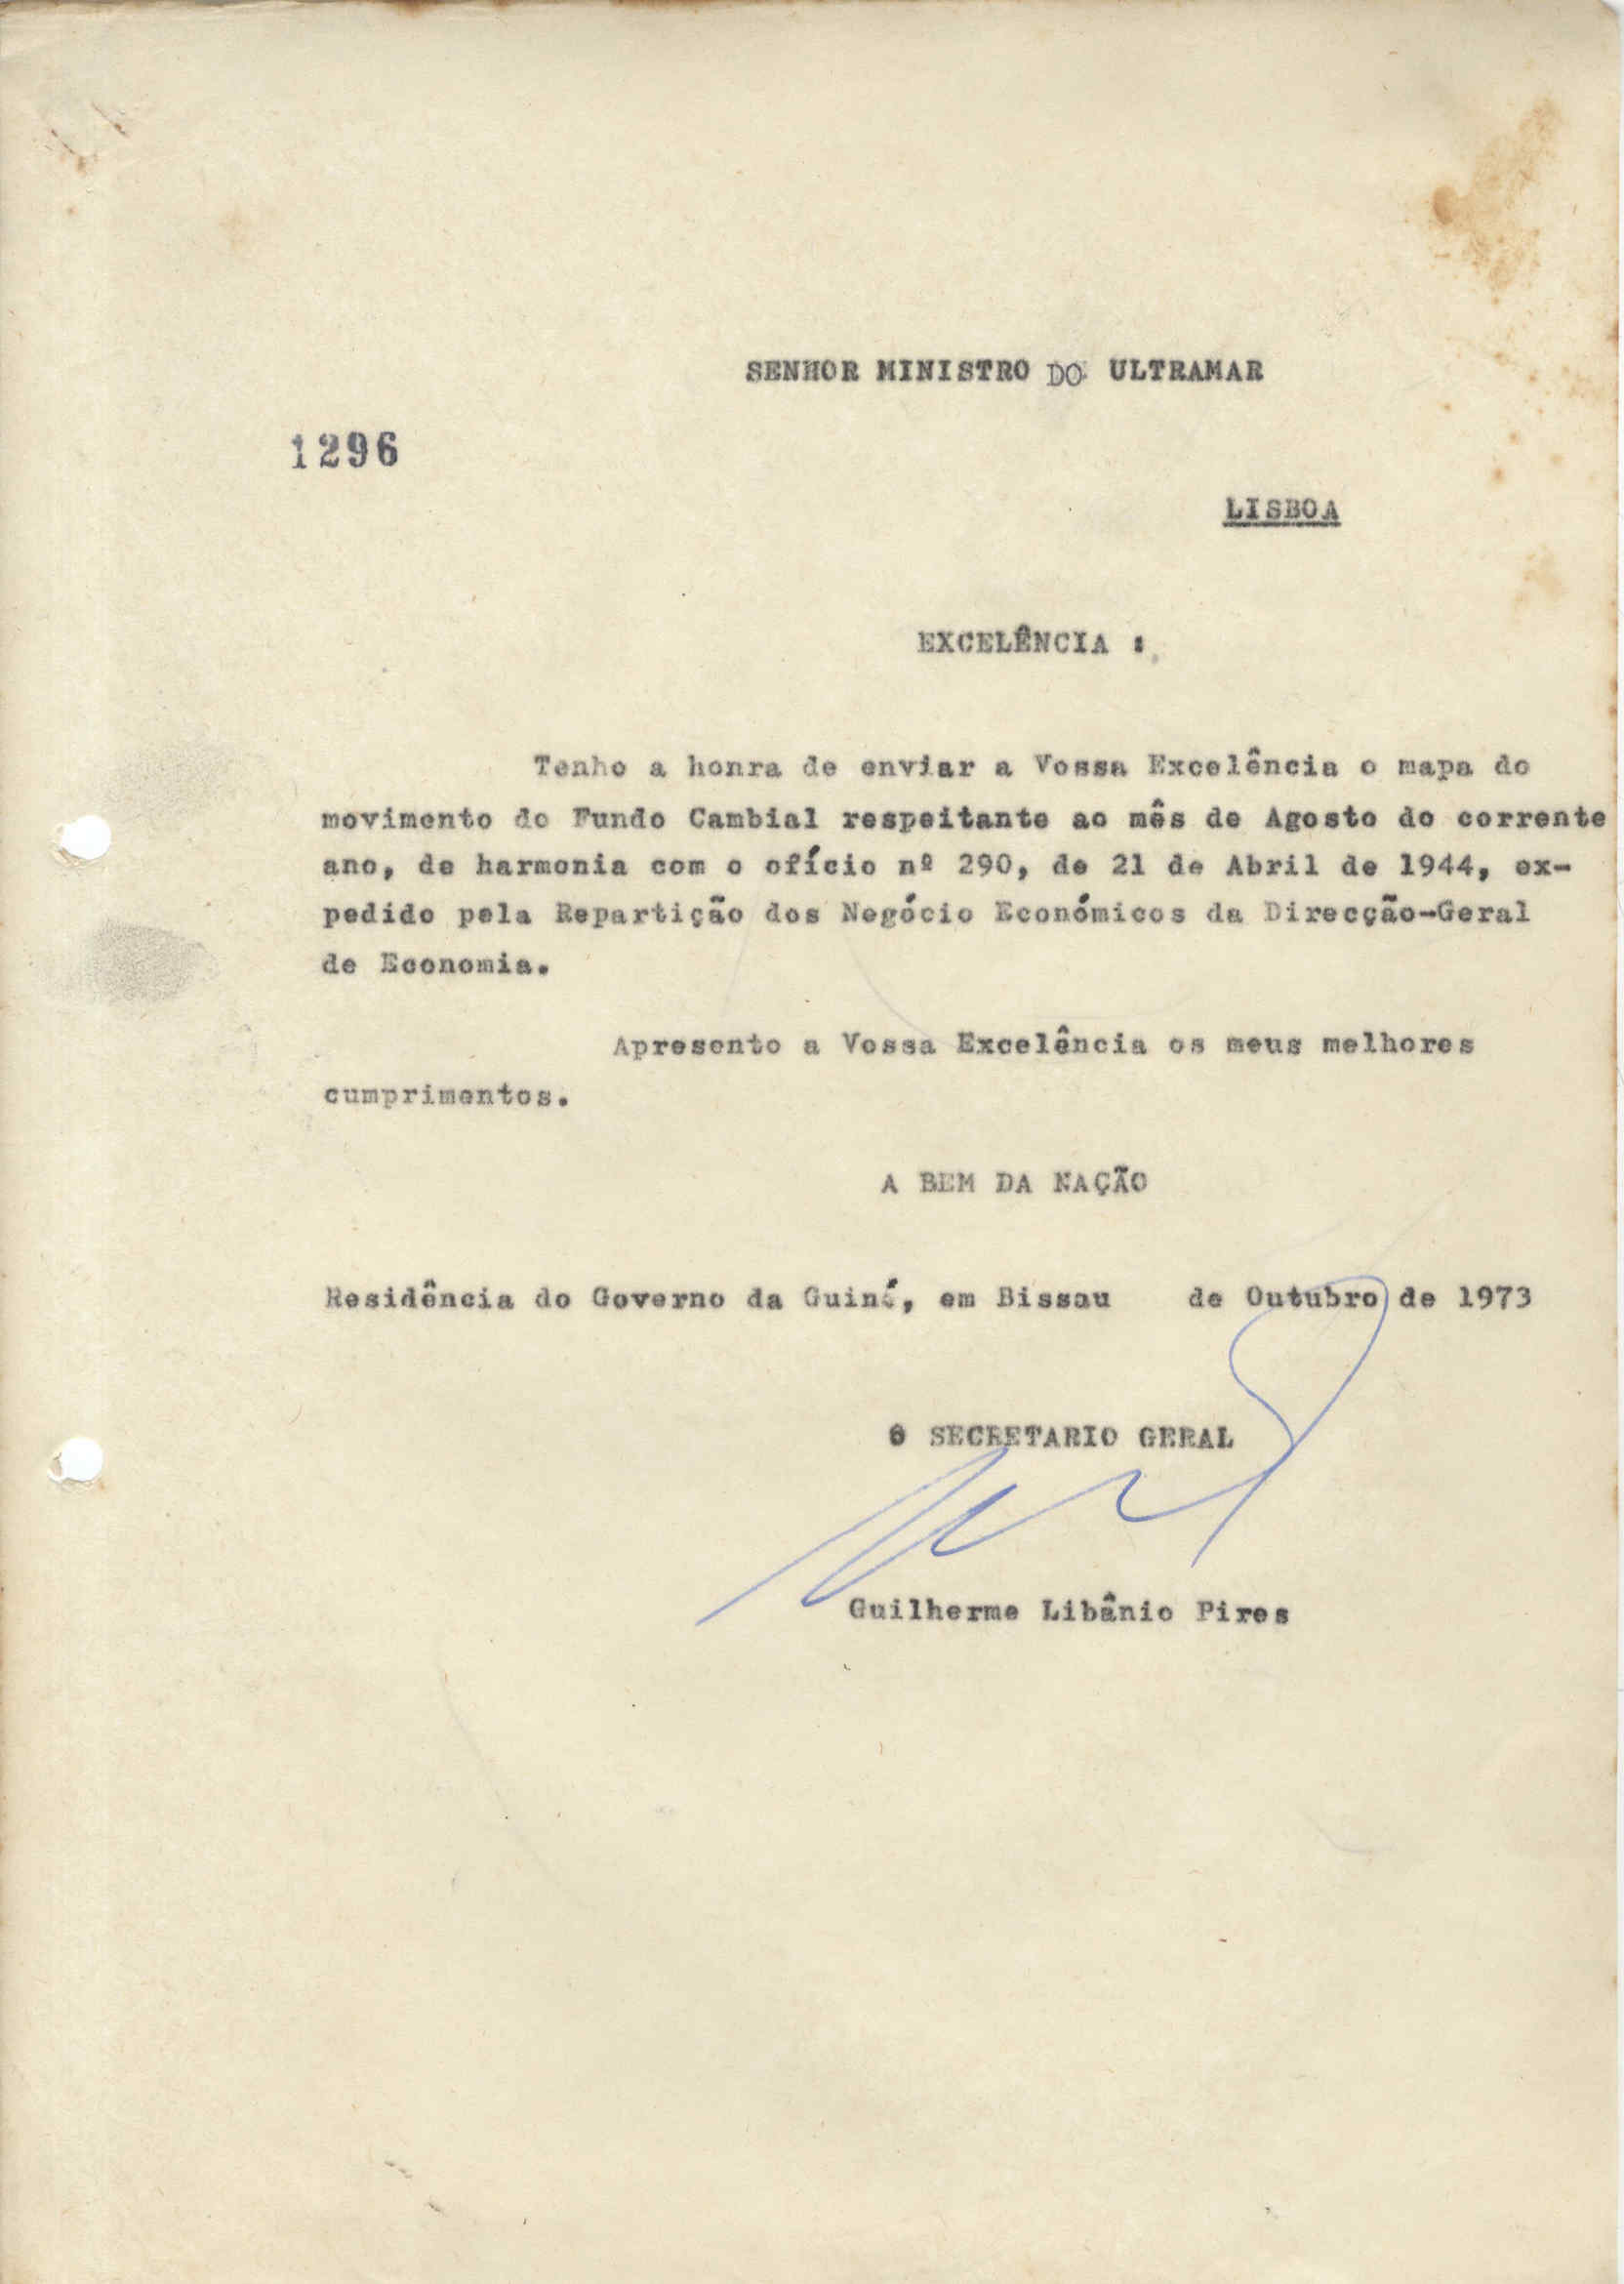 SENHOR MINISTRO DO ULTRAMAR
1296
LISBOA
EXCELÊNCIA :
Tenho a honra de enviar a Vossa Excelência o mapa do
movimento do Fundo Cambial respeitante ao mês de Agosto do corrente
ano, de harmonia com o ofício nº 290, de 21 de Abril de 1944, ex-
pedido pela Repartição dos Negócio Económicos da Direcção-Geral
de Economia.
Apresento a Vossa Excelência os meus melhores
cumprimentos.
A BEM DA NAÇÃO
Residência do Governo da Guiné, em Bissau de Outubro de 1973
O SECRETARIO GERAL
Guilherme Libânio Pires